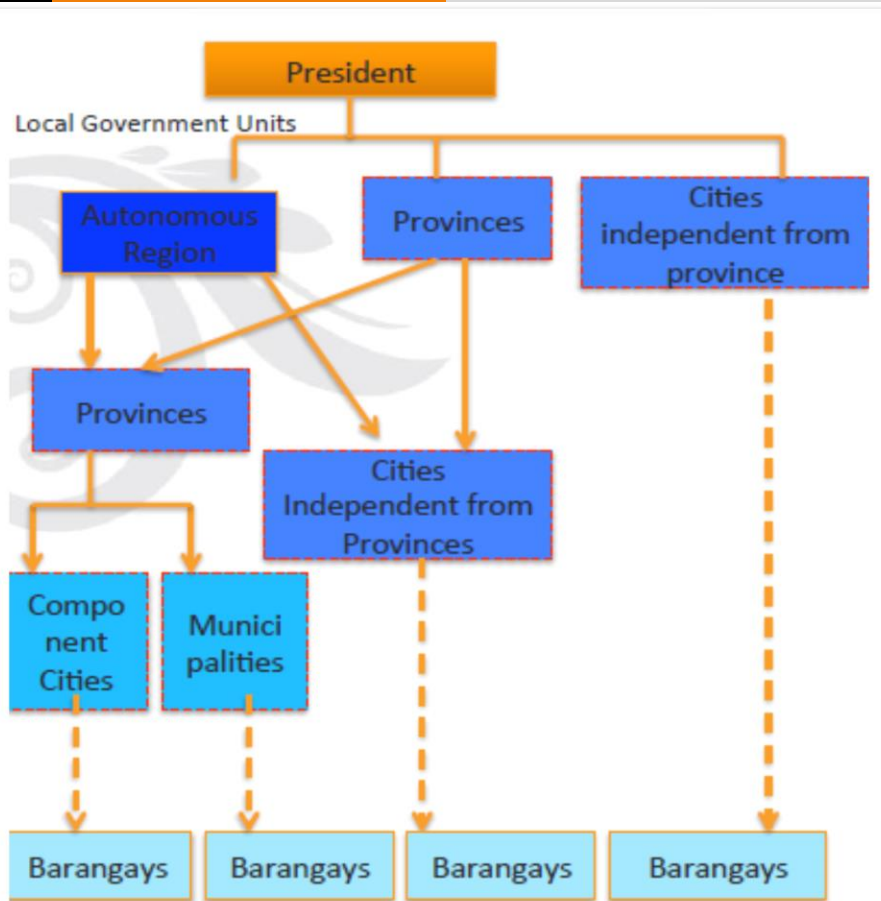 President
Local Government Units
Autonomous
Region
Provinces
Cities
independent from
province
Provinces
Cities
Independent from
Provinces
Compo
nent
Cities
Munici
palities
Barangays
Barangays
Barangays
Barangays